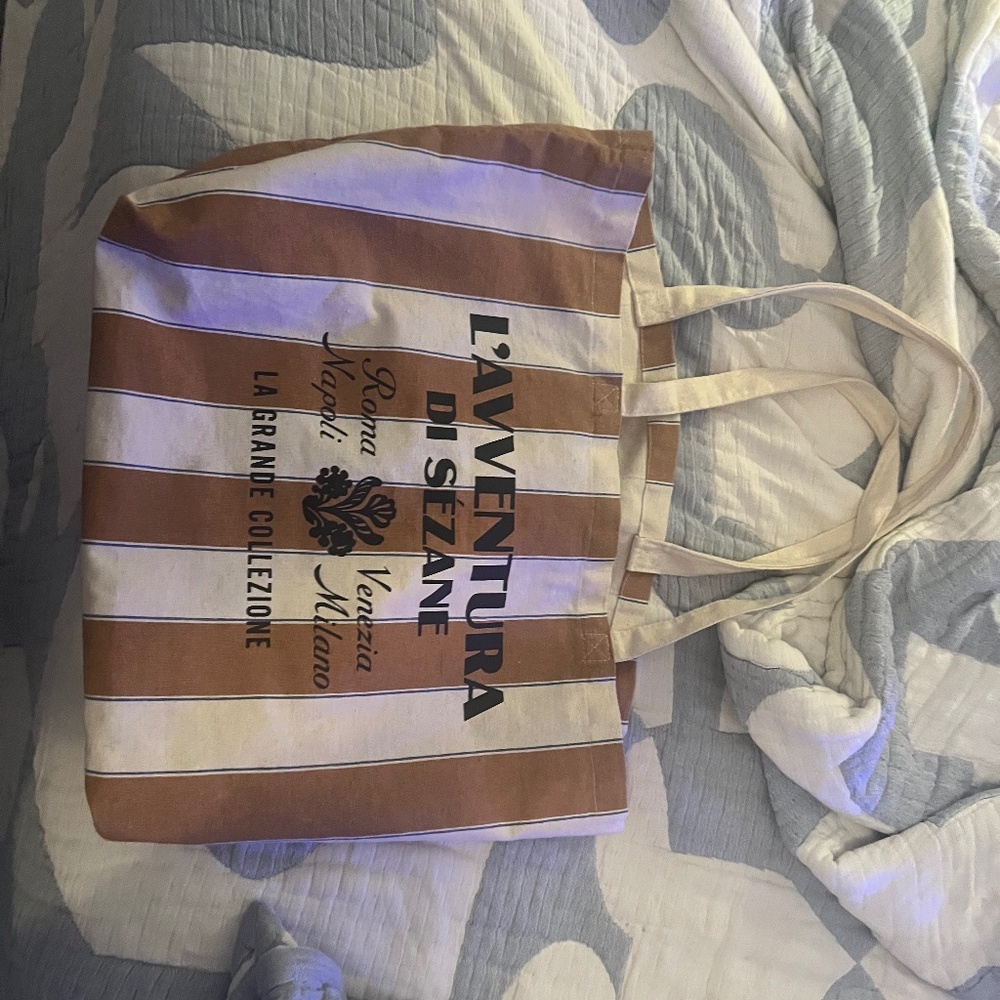 L'AVVENTURA
DI SÉZANE
Roma Venezia
Napoli Milano
LA GRANDE COLLEZIONE